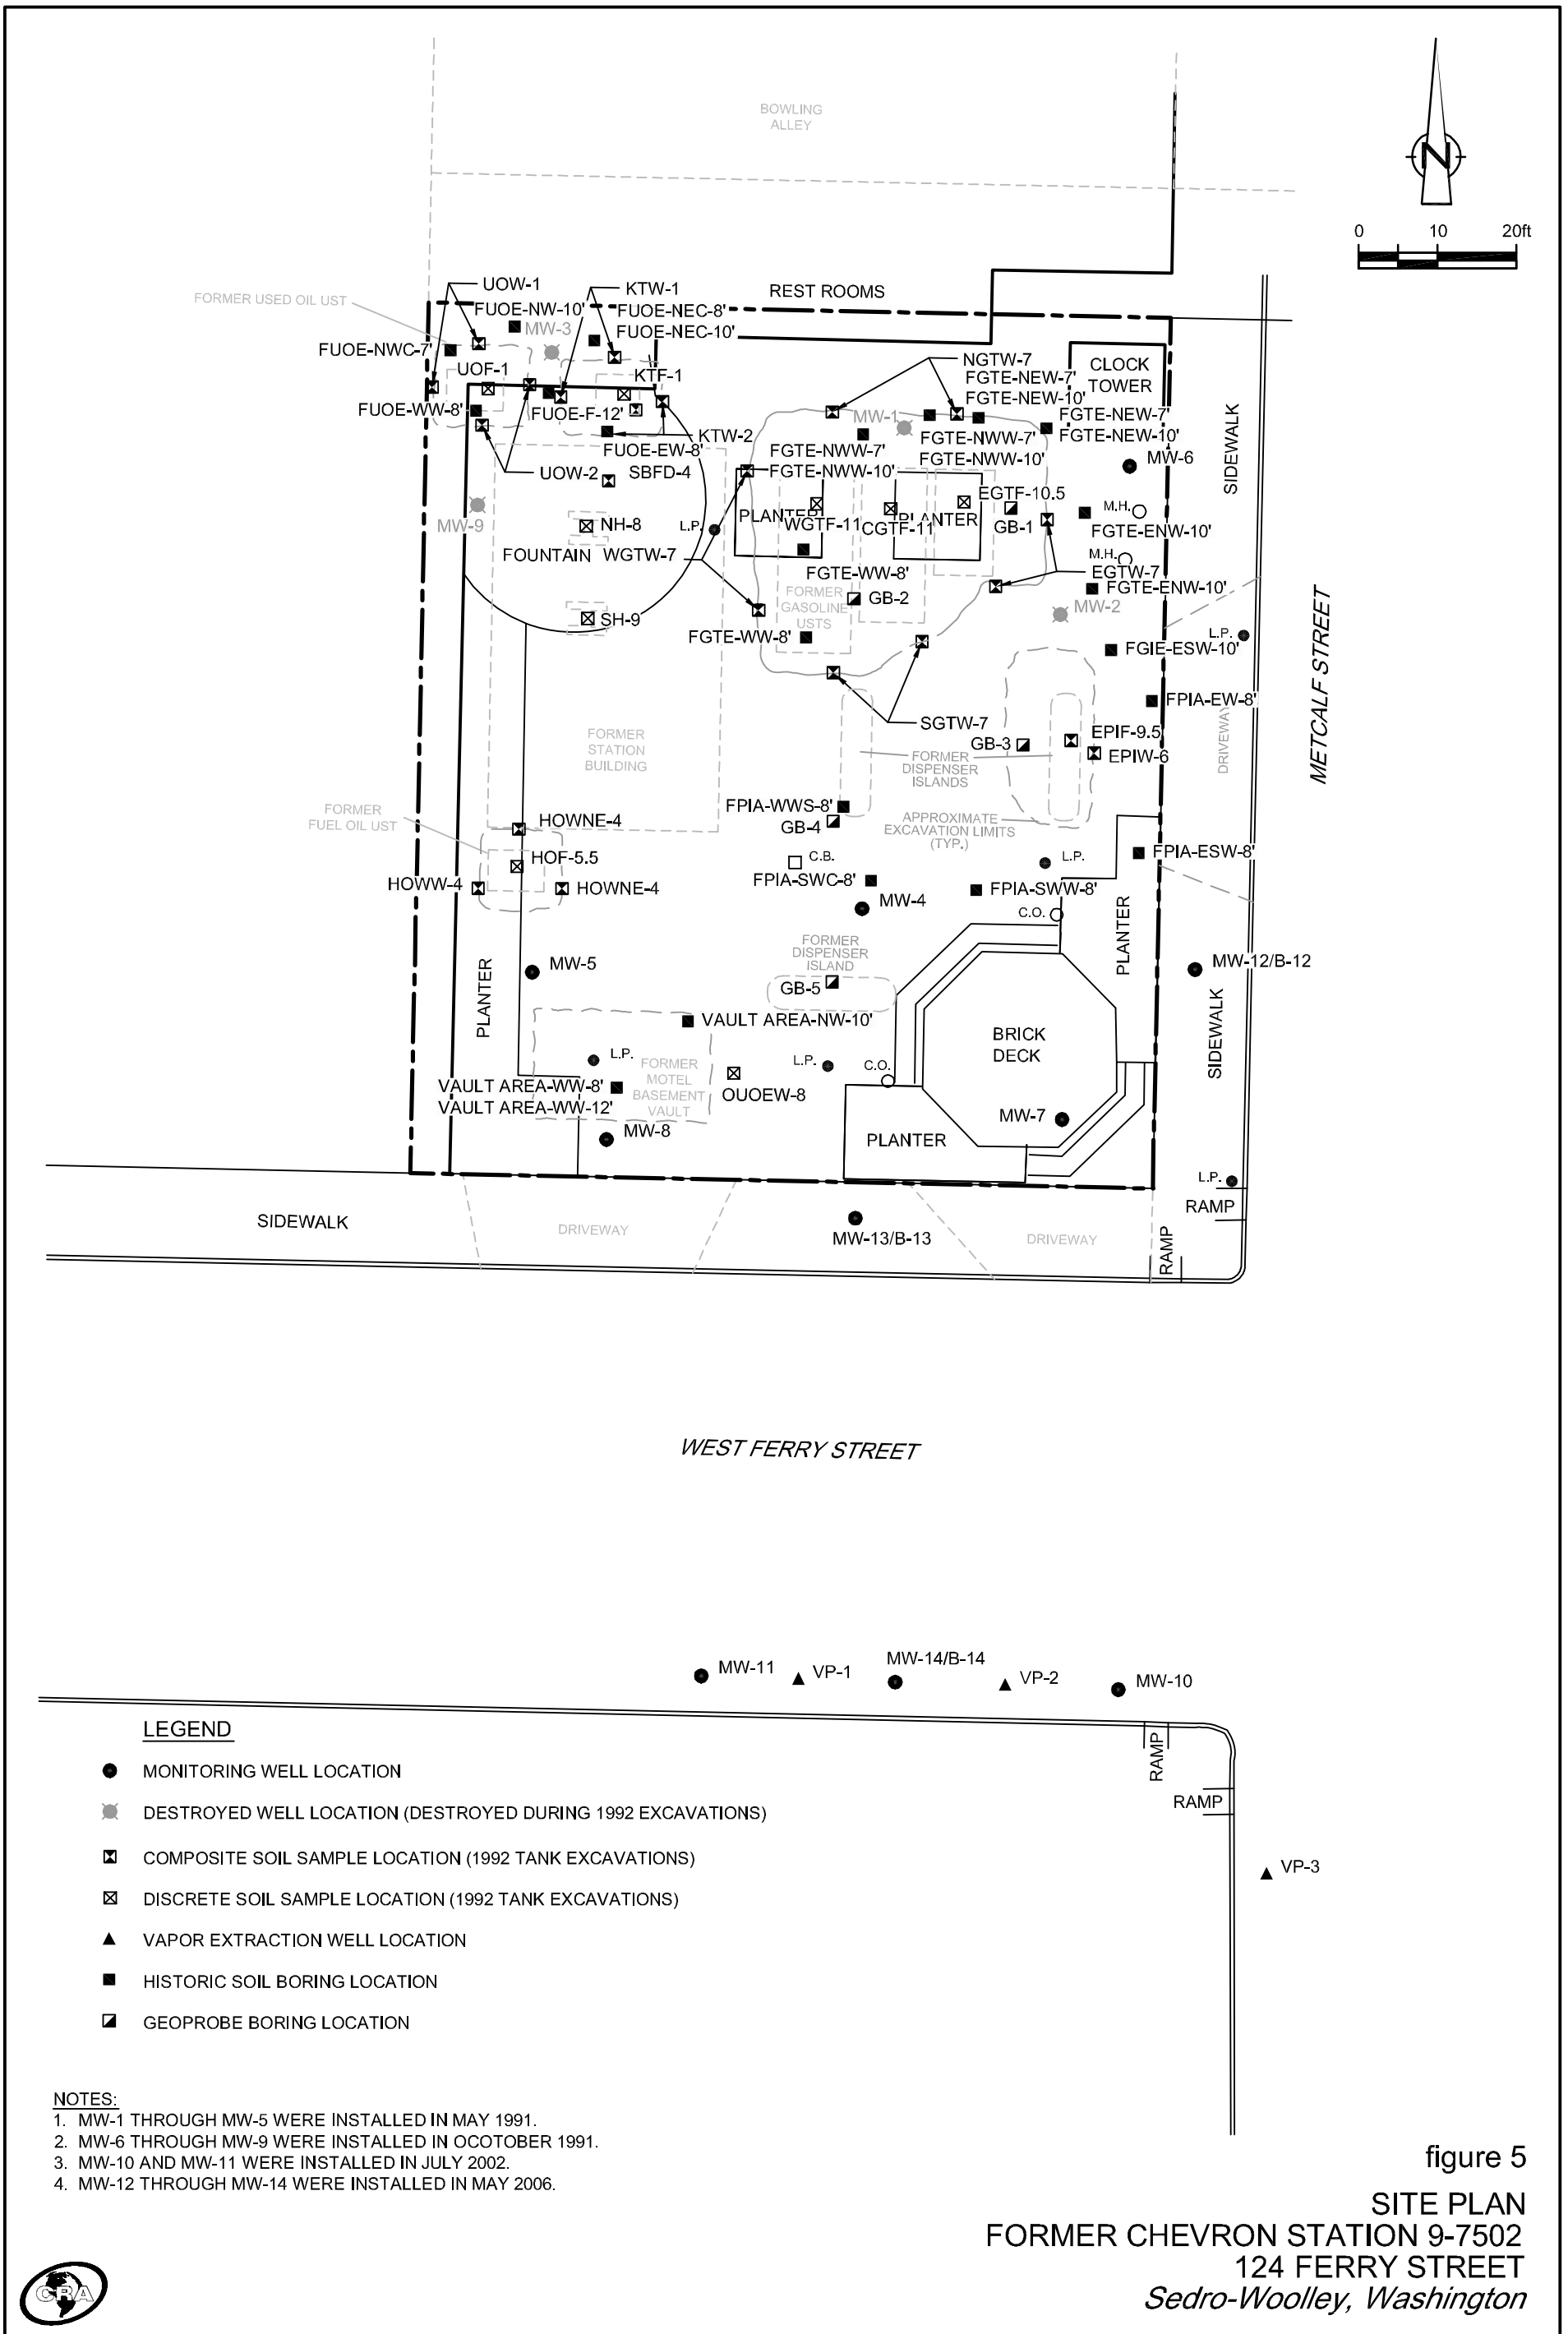 BOWLING
ALLEY
N
0 10 20ft
REST ROOMS
FORMER USED OIL UST
UOW-1
KTW-1
FUOE-NW-10'
FUOE-NEC-8'
MW-3
FUOE-NEC-10'
FUOE-NWC-7'
UOF-1
KTF-1
FUOE-WW-8'
FUOE-F-12'
KTW-2
FUOE-EW-8'
UOW-2
SBFD-4
MW-9
NH-8
FOUNTAIN
SH-9
L.P.
NGTW-7
FGTE-NEW-7'
FGTE-NEW-10'
CLOCK
TOWER
MW-1
FGTE-NEW-7'
FGTE-NEW-10'
FGTE-NWW-7'
FGTE-NWW-10'
FGTE-NWW-7'
FGTE-NWW-10'
MW-6
SIDEWALK
EGTF-10.5
PLANTER
WGTF-11
CGTF-11
PLANTER
GB-1
M.H.
FGTE-ENW-10'
M.H.
WGTW-7
EGTW-7
FGTE-WW-8'
FGTE-ENW-10'
FORMER
GASOLINE
USTS
GB-2
MW-2
FGTE-WW-8'
L.P.
FGIE-ESW-10'
METCALF STREET
FPIA-EW-8'
SGTW-7
EPIF-9.5
GB-3
EPIW-6
DRIVEWAY
FORMER
STATION
BUILDING
FORMER
DISPENSER
ISLANDS
FORMER
FUEL OIL UST
FPIA-WWS-8'
GB-4
APPROXIMATE
EXCAVATION LIMITS
(TYP.)
HOWNE-4
HOF-5.5
HOWW-4
HOWNE-4
C.B.
FPIA-SWC-8'
L.P.
FPIA-ESW-8'
FPIA-SWW-8'
MW-4
C.O.
PLANTER
FORMER
DISPENSER
ISLAND
MW-5
PLANTER
GB-5
MW-12/B-12
VAULT AREA-NW-10'
BRICK
DECK
SIDEWALK
L.P.
FORMER
MOTEL
BASEMENT
VAULT
L.P.
C.O.
VAULT AREA-WW-8'
VAULT AREA-WW-12'
OUOEW-8
MW-7
MW-8
PLANTER
L.P.
RAMP
SIDEWALK
DRIVEWAY
MW-13/B-13
DRIVEWAY
RAMP
WEST FERRY STREET
MW-11
VP-1
MW-14/B-14
VP-2
MW-10
RAMP
RAMP
VP-3
LEGEND
MONITORING WELL LOCATION
DESTROYED WELL LOCATION (DESTROYED DURING 1992 EXCAVATIONS)
COMPOSITE SOIL SAMPLE LOCATION (1992 TANK EXCAVATIONS)
DISCRETE SOIL SAMPLE LOCATION (1992 TANK EXCAVATIONS)
VAPOR EXTRACTION WELL LOCATION
HISTORIC SOIL BORING LOCATION
GEOPROBE BORING LOCATION
NOTES:
1. MW-1 THROUGH MW-5 WERE INSTALLED IN MAY 1991.
2. MW-6 THROUGH MW-9 WERE INSTALLED IN OCOTOBER 1991.
3. MW-10 AND MW-11 WERE INSTALLED IN JULY 2002.
4. MW-12 THROUGH MW-14 WERE INSTALLED IN MAY 2006.
figure 5
SITE PLAN
FORMER CHEVRON STATION 9-7502
124 FERRY STREET
Sedro-Woolley, Washington
CRA